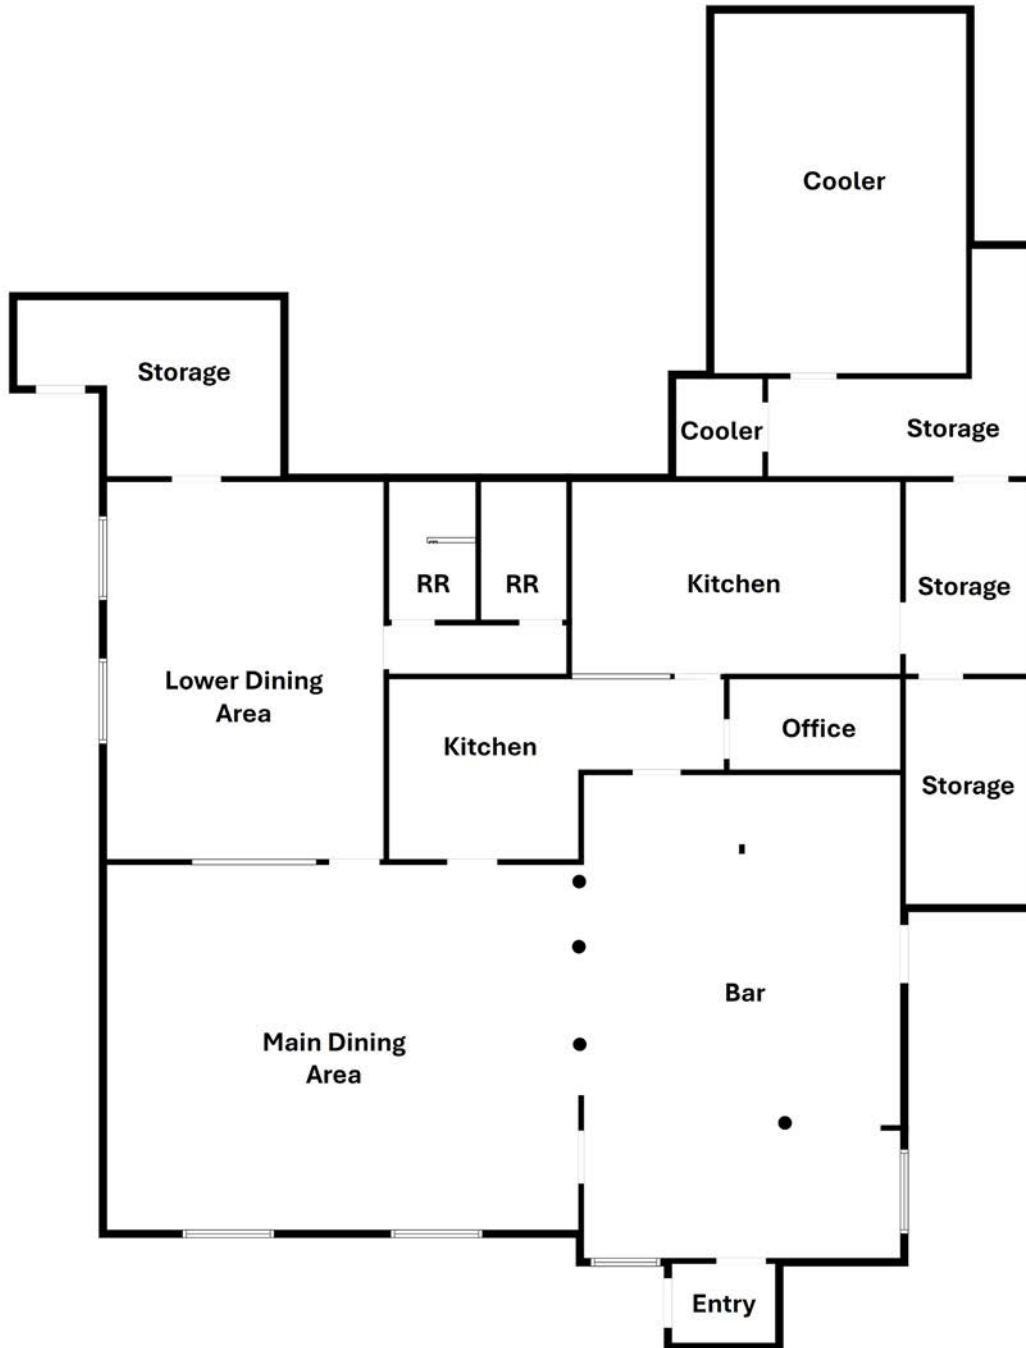 Cooler
Storage
Cooler
Storage
RR
RR
Kitchen
Storage
Lower Dining
Area
Kitchen
Office
Storage
Bar
Main Dining
Area
Entry